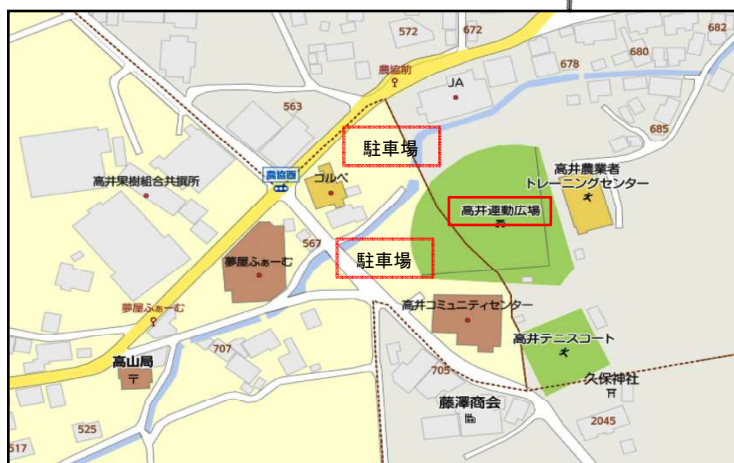 572
672
682
680
678
農協前
JA
563
685
駐車場
高井果樹組合共撰所
農協西
コルペ
高井農業者
トレーニングセンター
高井運動広場
567
夢屋ふぁーむ
駐車場
夢屋ふぁーむ
高井コミュニティセンター
高井テニスコート
高山局
707
705
久保神社
藤澤商会
525
517
2045